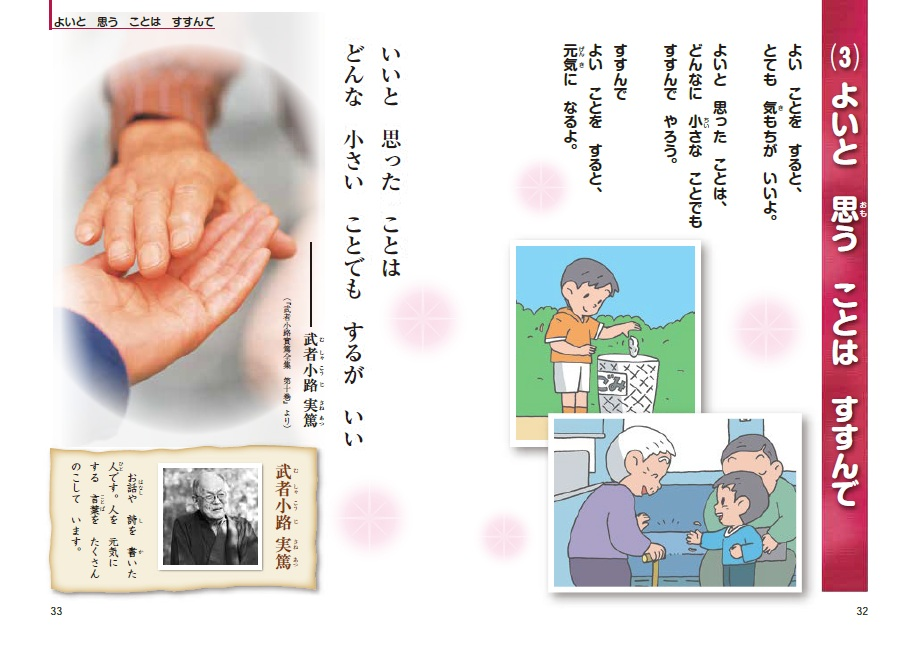 (3) よいと　思う　ことは　すすんで
よい　ことを　すると、
とても　気もちが　いいよ。
よいと　思った　ことは、
どんなに　小さな　ことでも
すすんで　やろう。
すすんで
よい　ことを　すると、
元気に　なるよ。
ごみ
32
よいと　思う　ことは　すすんで
いいと　思った　ことは
どんな　小さい　ことでも　するが　いい
武者小路 実篤
（『武者小路實篤全集　第十巻』より）
武者小路 実篤
お話や　詩を　書いた
人です。人を　元気に
する　言葉を　たくさん
のこして　います。
33